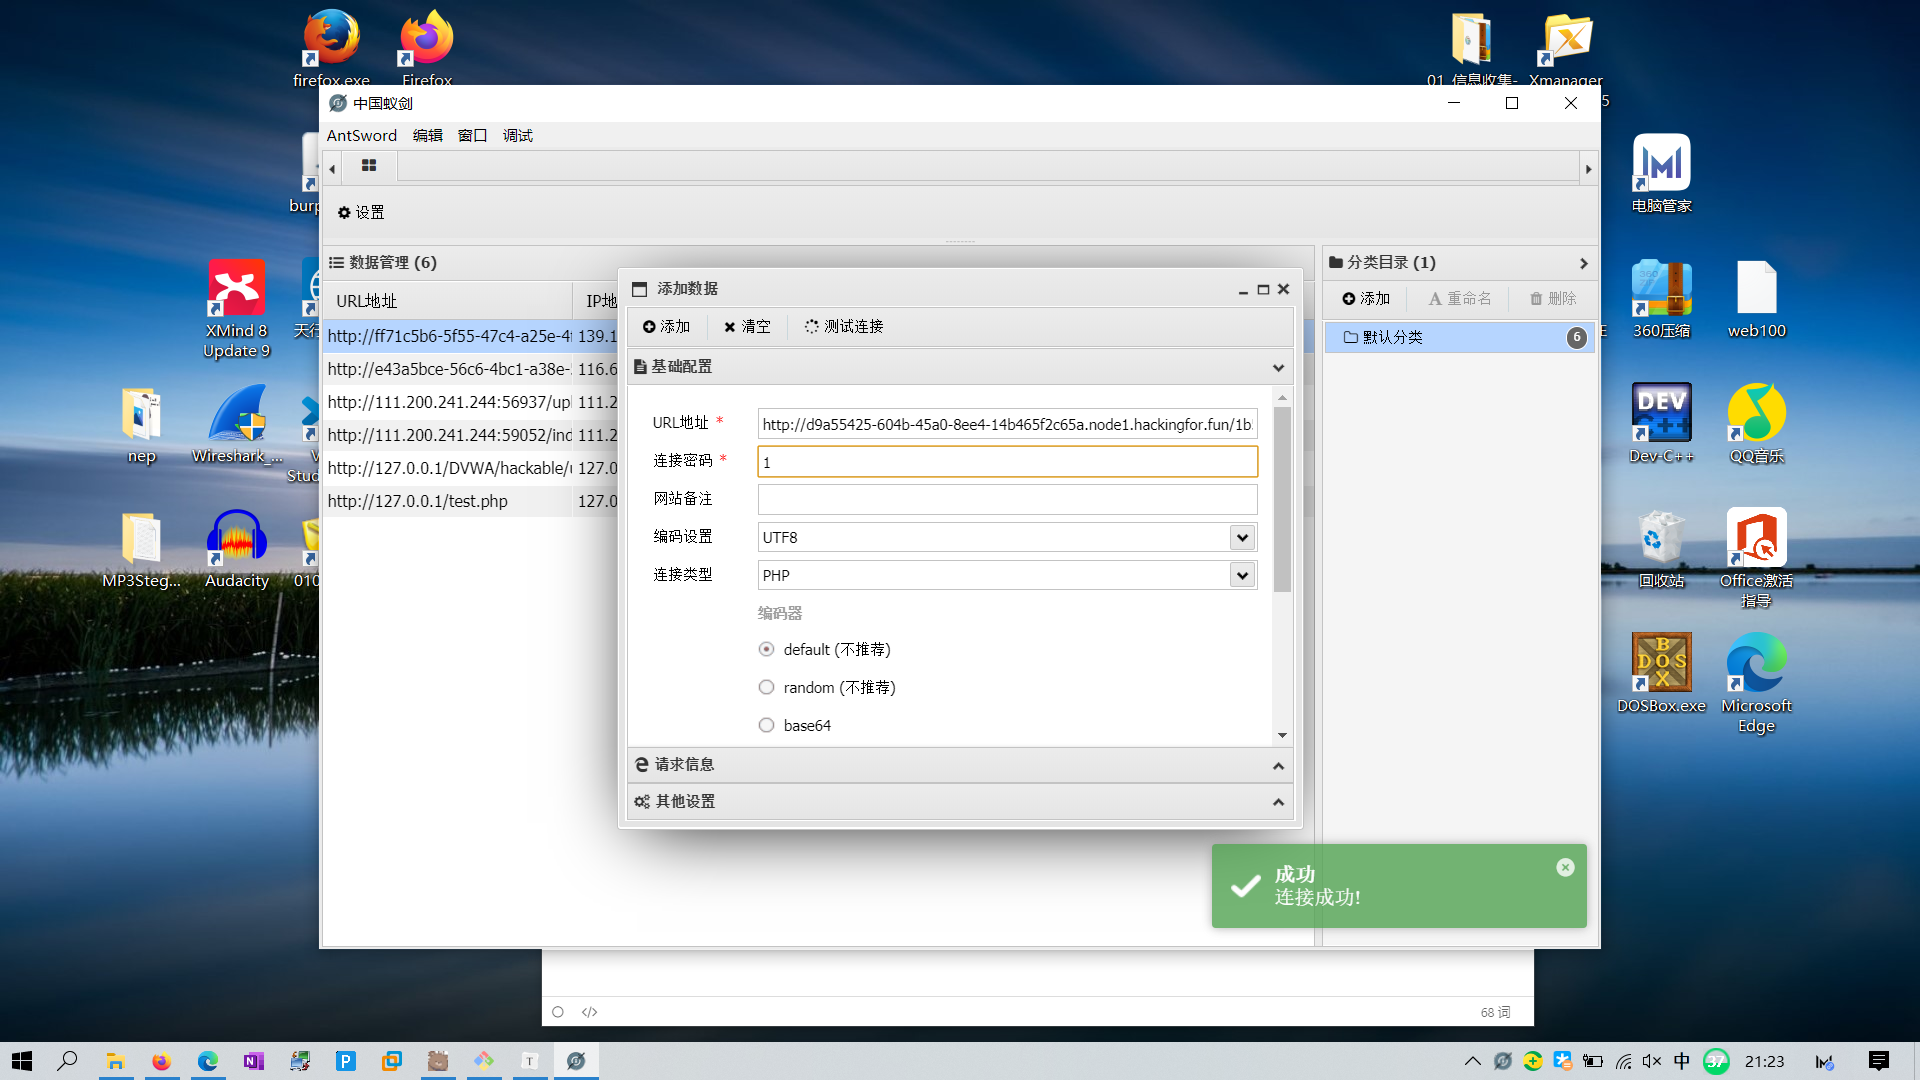 firefox.exe
Firefox
01_信息收集-
Xmanager
5
中国蚁剑
AntSword 编辑 窗口 调试
设置
数据管理 (6)
URL地址
IP地
http://ff71c5b6-5f55-47c4-a25e-4
139.1
http://e43a5bce-56c6-4bc1-a38e-
116.6
http://111.200.241.244:56937/upl
111.2
http://111.200.241.244:59052/ind
111.2
http://127.0.0.1/DVWA/hackable/u
127.0
http://127.0.0.1/test.php
127.0
添加数据
添加
清空
测试连接
基础配置
URL地址 *
http://d9a55425-604b-45a0-8ee4-14b465f2c65a.node1.hackingfor.fun/1b
连接密码 *
1
网站备注
编码设置
UTF8
连接类型
PHP
编码器
default (不推荐)
random (不推荐)
base64
请求信息
其他设置
分类目录 (1)
添加
重命名
删除
默认分类
6
成功
连接成功!
68 词
burp
XMind 8
Update 9
天行
nep
Wireshark_...
Stud
MP3Steg...
Audacity
010
电脑管家
360压缩
web100
Dev-C++
QQ音乐
回收站
Office激活
指导
DOSBox.exe
Microsoft
Edge
中
37
21:23